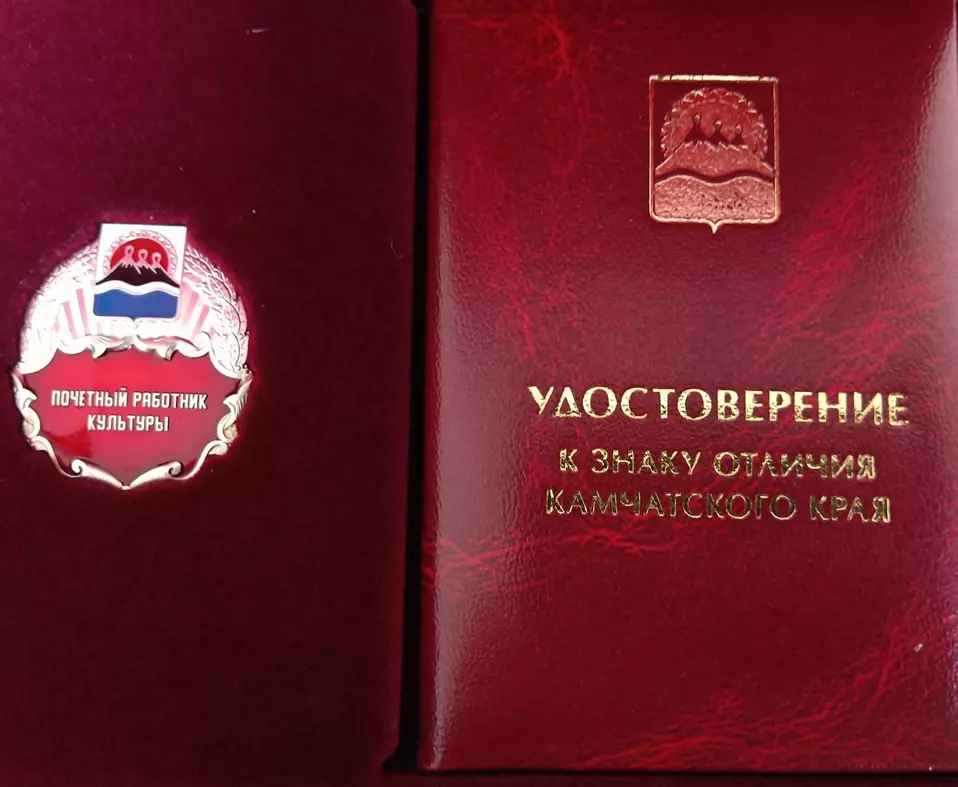 ПОЧЕТНЫЙ РАБОТНИК
КУЛЬТУРЫ
УДОСТОВЕРЕНИЕ
К ЗНАКУ ОТЛИЧИЯ
КАМЧАТСКОГО КРАЯ